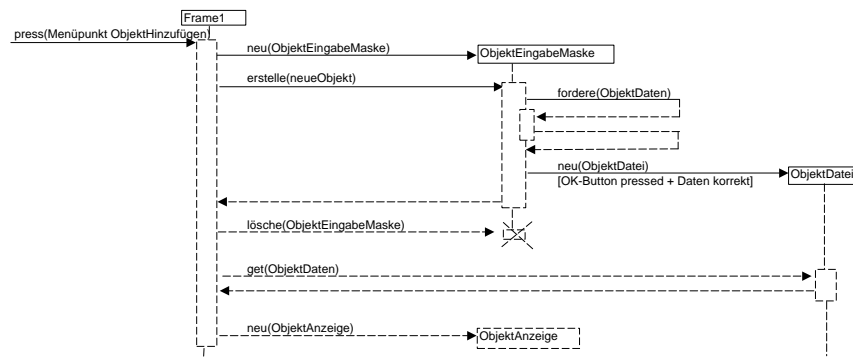 Frame1
press(Menüpunkt ObjektHinzufügen)
neu(ObjektEingabeMaske)
ObjektEingabeMaske
erstelle(neueObjekt)
fordere(ObjektDaten)
neu(ObjektDatei)
[OK-Button pressed + Daten korrekt]
ObjektDatei
lösche(ObjektEingabeMaske)
get(ObjektDaten)
neu(ObjektAnzeige)
ObjektAnzeige